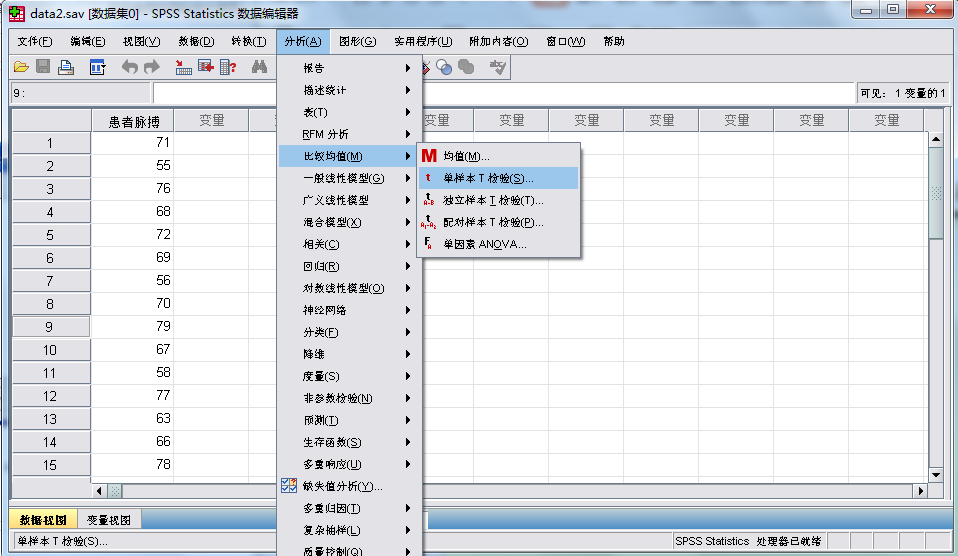 data2.sav [数据集0] - SPSS Statistics 数据编辑器
文件(F) 编辑(E) 视图(V) 数据(D) 转换(T) 分析(A) 图形(G) 实用程序(U) 附加内容(O) 窗口(W) 帮助
9 :
可见: 1 变量的 1
患者脉搏 变量 变量 变量 变量 变量 变量 变量 变量
报告
描述统计
表(T)
RFM 分析
比较均值(M)
一般线性模型(G)
广义线性模型
混合模型(X)
相关(C)
回归(R)
对数线性模型(O)
神经网络
分类(F)
降维
度量(S)
非参数检验(N)
预测(T)
生存函数(S)
多重响应(U)
缺失值分析(Y)...
多重归因(T)
复杂抽样(L)
质量控制(Q)
M 均值(M)...
t 单样本 T 检验(S)...
独立样本 T 检验(T)...
配对样本 T 检验(P)...
单因素 ANOVA...
1 71
2 55
3 76
4 68
5 72
6 69
7 56
8 70
9 79
10 67
11 58
12 77
13 63
14 66
15 78
数据视图 变量视图
单样本 T 检验(S)...
SPSS Statistics 处理器已就绪